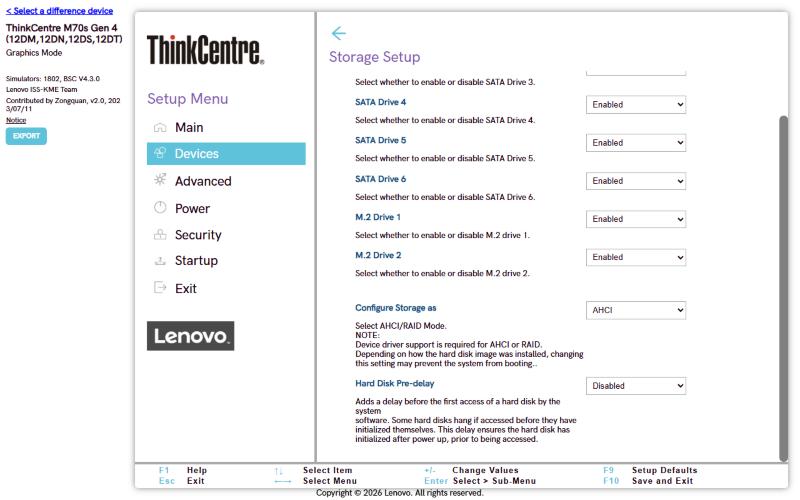 < Select a difference device
ThinkCentre M70s Gen 4
(12DM,12DN,12DS,12DT)
Graphics Mode
Simulators: 1802, BSC V4.3.0
Lenovo ISS-KME Team
Contributed by Zongquan, v2.0, 202
3/07/11
Notice
EXPORT
ThinkCentre.
Setup Menu
Main
Devices
Advanced
Power
Security
Startup
Exit
Lenovo.
Storage Setup
Select whether to enable or disable SATA Drive 3.
SATA Drive 4 Enabled
Select whether to enable or disable SATA Drive 4.
SATA Drive 5 Enabled
Select whether to enable or disable SATA Drive 5.
SATA Drive 6 Enabled
Select whether to enable or disable SATA Drive 6.
M.2 Drive 1 Enabled
Select whether to enable or disable M.2 drive 1.
M.2 Drive 2 Enabled
Select whether to enable or disable M.2 drive 2.
Configure Storage as AHCI
Select AHCI/RAID Mode.
NOTE:
Device driver support is required for AHCI or RAID.
Depending on how the hard disk image was installed, changing
this setting may prevent the system from booting..
Hard Disk Pre-delay Disabled
Adds a delay before the first access of a hard disk by the
system
software. Some hard disks hang if accessed before they have
initialized themselves. This delay ensures the hard disk has
initialized after power up, prior to being accessed.
F1 Help ↑↓ Select Item +/- Change Values F9 Setup Defaults
Esc Exit ←→ Select Menu Enter Select > Sub-Menu F10 Save and Exit
Copyright © 2026 Lenovo. All rights reserved.